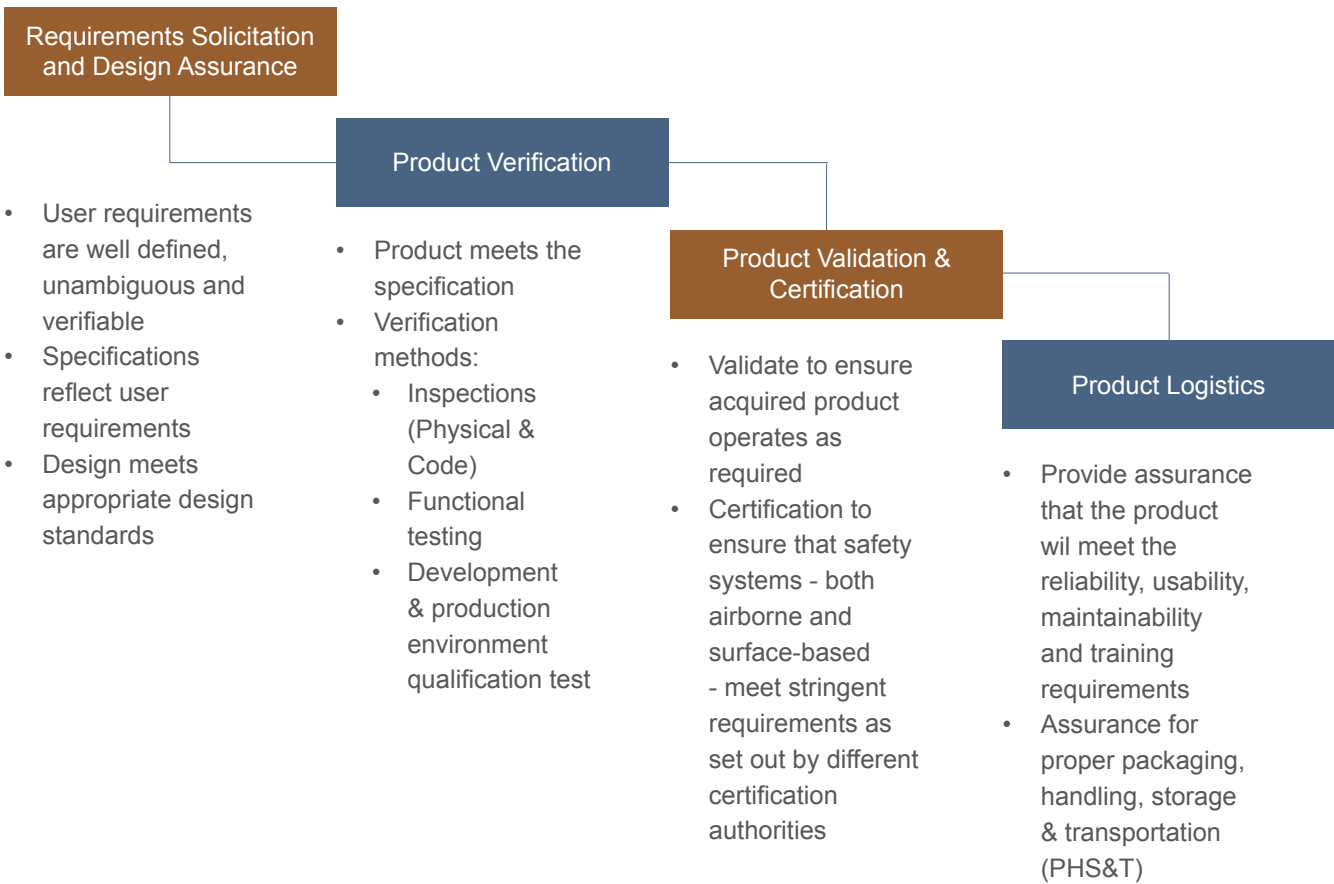 Requirements Solicitation
and Design Assurance
• User requirements
are well defined,
unambiguous and
verifiable
• Specifications
reflect user
requirements
• Design meets
appropriate design
standards
Product Verification
• Product meets the
specification
• Verification
methods:
• Inspections
(Physical &
Code)
• Functional
testing
• Development
& production
environment
qualification test
Product Validation &
Certification
• Validate to ensure
acquired product
operates as
required
• Certification to
ensure that safety
systems - both
airborne and
surface-based
- meet stringent
requirements as
set out by different
certification
authorities
Product Logistics
• Provide assurance
that the product
wil meet the
reliability, usability,
maintainability
and training
requirements
• Assurance for
proper packaging,
handling, storage
& transportation
(PHS&T)